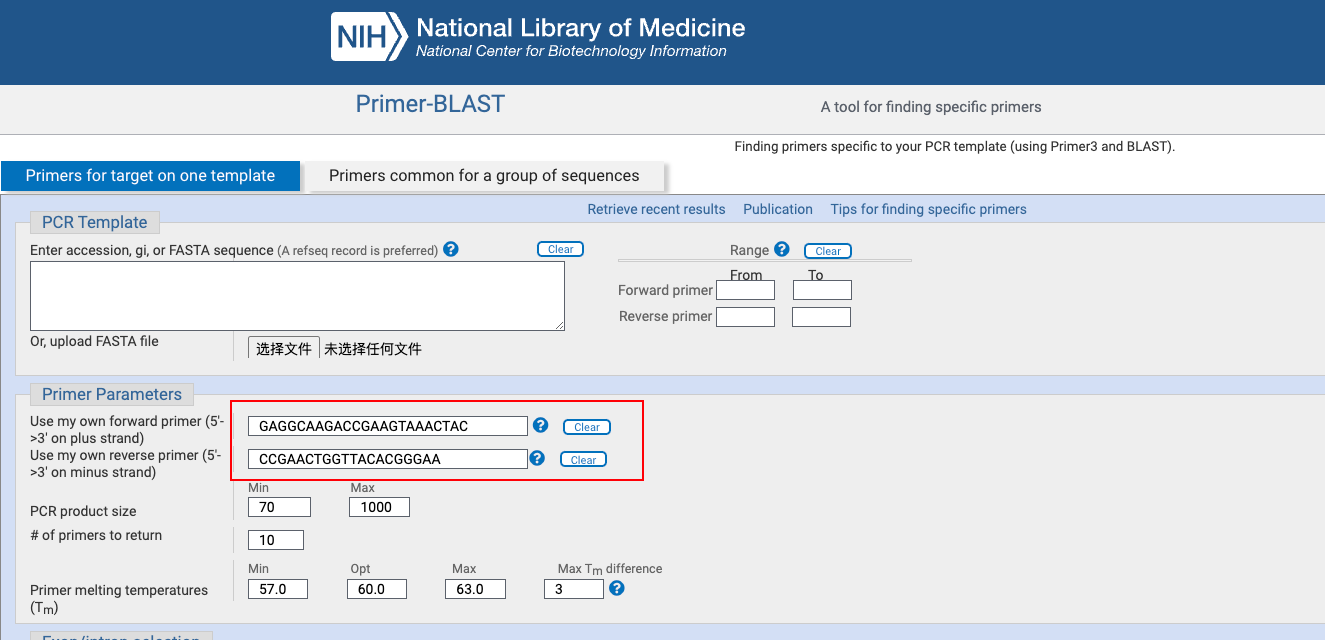 NIH National Library of Medicine
National Center for Biotechnology Information
Primer-BLAST A tool for finding specific primers
Finding primers specific to your PCR template (using Primer3 and BLAST).
Primers for target on one template Primers common for a group of sequences
Retrieve recent results Publication Tips for finding specific primers
PCR Template
Enter accession, gi, or FASTA sequence (A refseq record is preferred) ? Clear Range ? Clear
From To
Forward primer
Reverse primer
Or, upload FASTA file
选择文件 未选择任何文件
Primer Parameters
Use my own forward primer (5'-
>3' on plus strand)
GAGGCAAGACCGAAGTAAACTAC ? Clear
Use my own reverse primer (5'-
>3' on minus strand)
CCGAACTGGTTACACGGGAA ? Clear
Min Max
PCR product size 70 1000
# of primers to return 10
Min Opt Max Max Tm difference
Primer melting temperatures
(Tm)
57.0 60.0 63.0 3 ?
Exon/intron selection